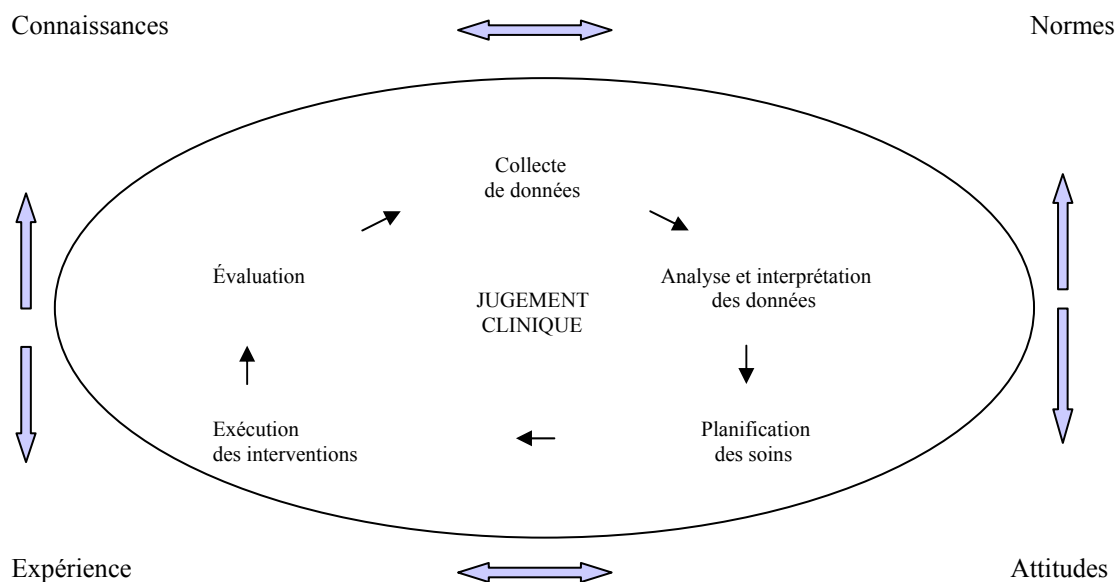 Connaissances
Normes
Collecte
de données
Évaluation
Analyse et interprétation
des données
JUGEMENT
CLINIQUE
Exécution
des interventions
Planification
des soins
Expérience
Attitudes